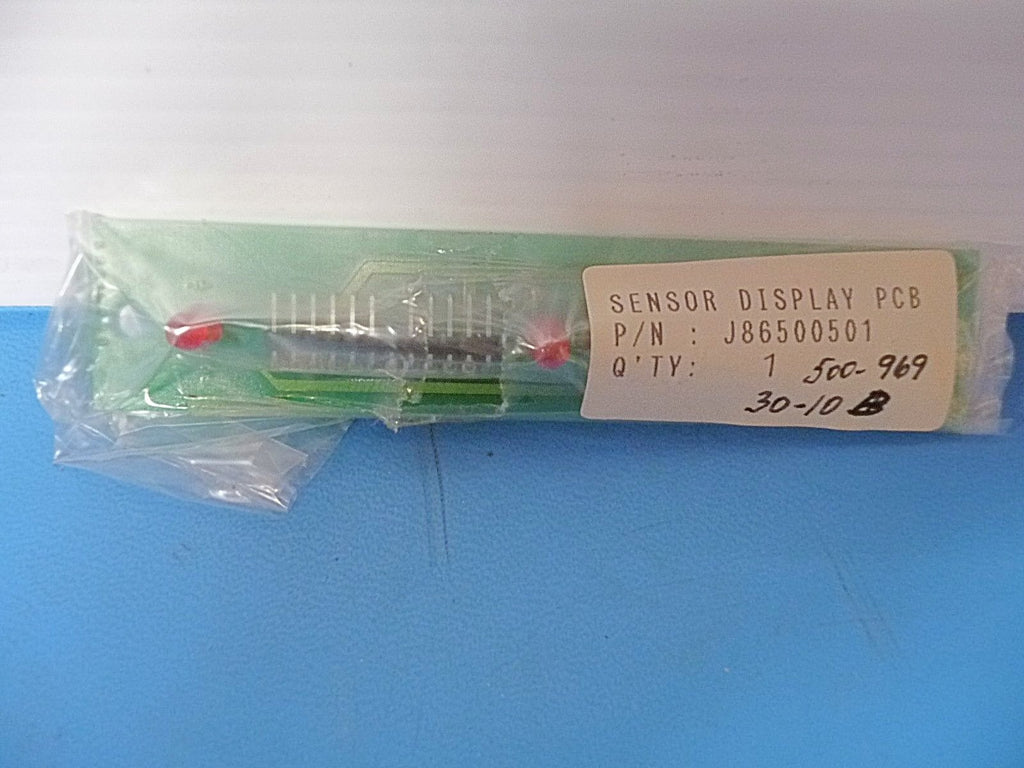 SENSOR DISPLAY PCB
P/N : J86500501
Q'TY: 1 500-969
30-10 B